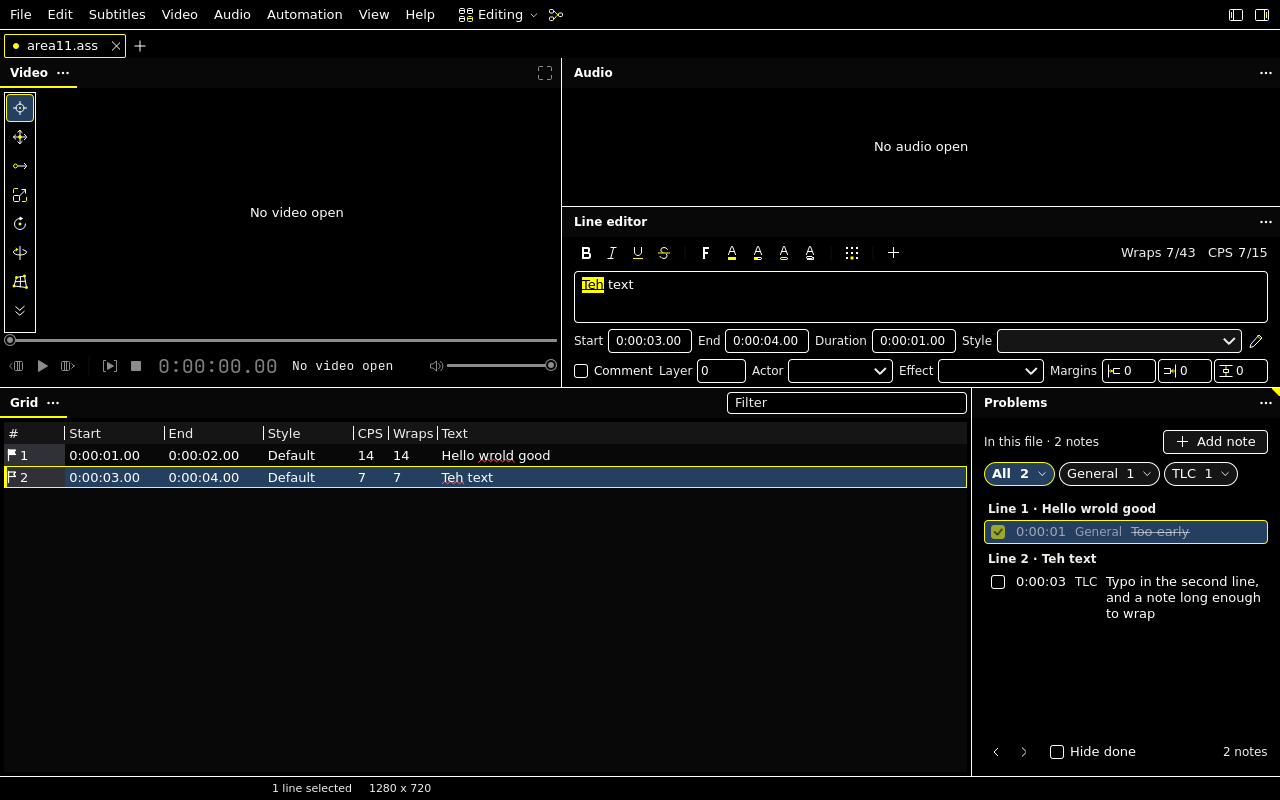 File Edit Subtitles Video Audio Automation View Help Editing
area11.ass
Video
Audio
No video open
No audio open
Line editor
B I U S F A A A A Wraps 7/43 CPS 7/15
Teh text
Start 0:00:03.00 End 0:00:04.00 Duration 0:00:01.00 Style
0:00:00.00 No video open
Comment Layer 0 Actor Effect Margins 0 0 0
Grid
Filter
# Start End Style CPS Wraps Text
1 0:00:01.00 0:00:02.00 Default 14 14 Hello wrold good
2 0:00:03.00 0:00:04.00 Default 7 7 Teh text
Problems
In this file · 2 notes Add note
All 2 General 1 TLC 1
Line 1 · Hello wrold good
0:00:01 General Too early
Line 2 · Teh text
0:00:03 TLC Typo in the second line,
and a note long enough
to wrap
Hide done 2 notes
1 line selected 1280 x 720